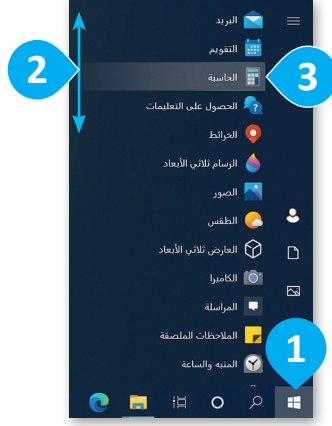 البريد
التقويم
الحاسبة
الحصول على التعليمات
الخرائط
الرسام ثلاثي الأبعاد
الصور
الطقس
العارض ثلاثي الأبعاد
الكاميرا
المراسلة
الملاحظات الملصقة
المنبه والساعة
2
3
1